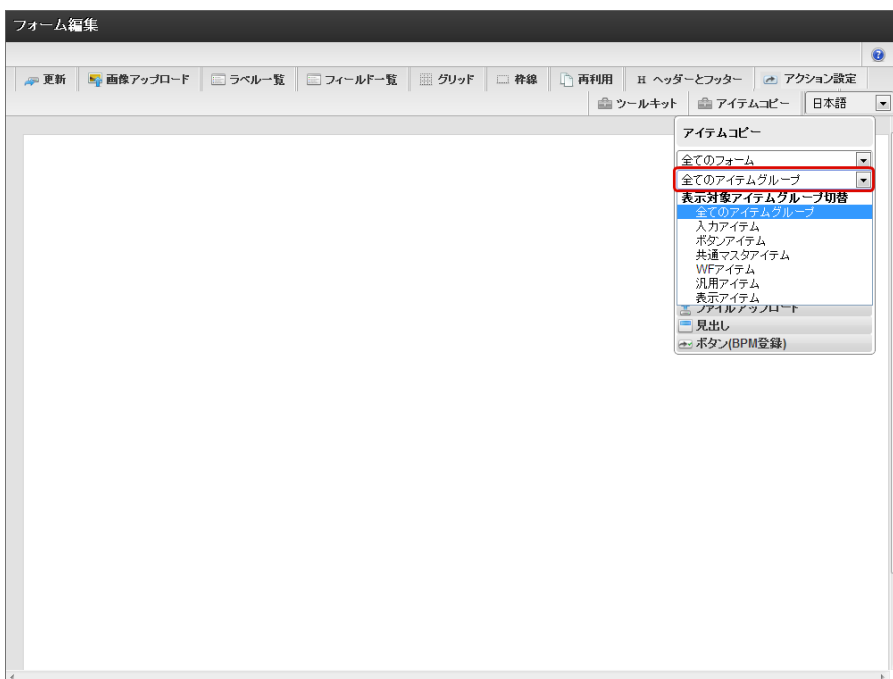 フォーム編集
更新 画像アップロード ラベル一覧 フィールド一覧 グリッド 枠線 再利用 H ヘッダーとフッター アクション設定
ツールキット アイテムコピー 日本語
アイテムコピー
全てのフォーム
全てのアイテムグループ
表示対象アイテムグループ切替
全てのアイテムグループ
入力アイテム
ボタンアイテム
共通マスタアイテム
WFアイテム
汎用アイテム
表示アイテム
ファイルアップロード
見出し
ボタン(BPM登録)